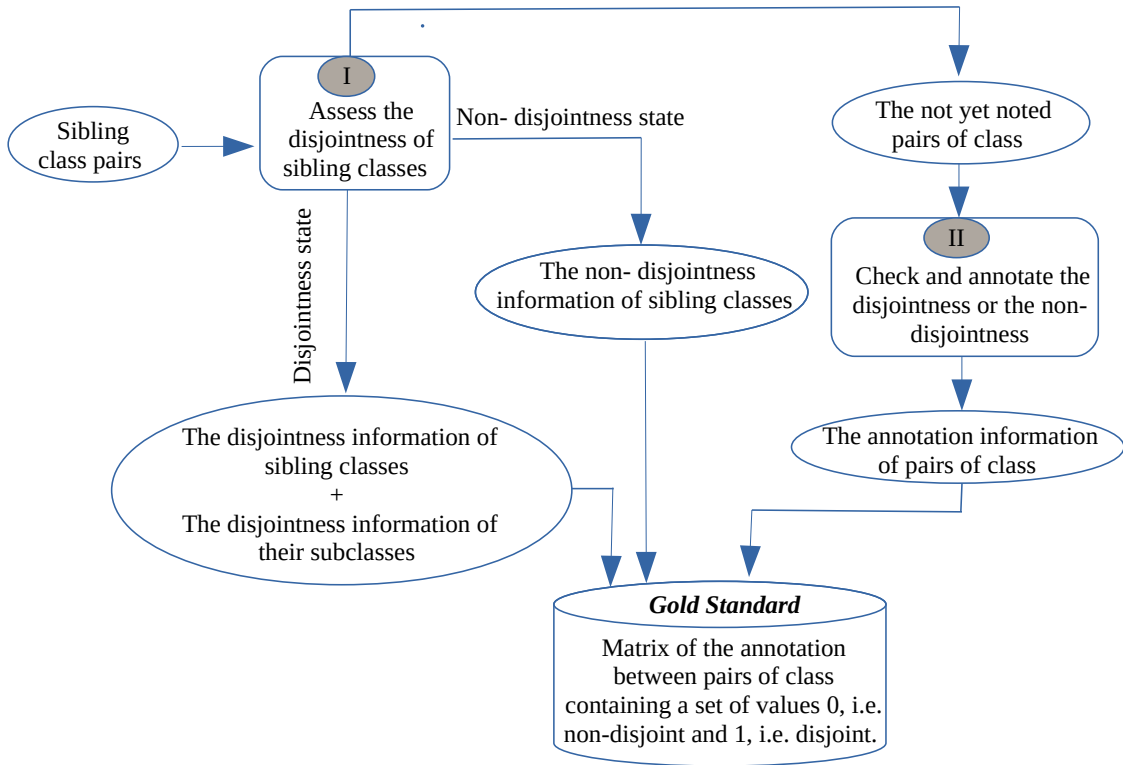 Sibling
class pairs
I
Assess the
disjointness of
sibling classes
Non- disjointness state
Disjointness state
The not yet noted
pairs of class
II
Check and annotate the
disjointness or the non-
disjointness
The non- disjointness
information of sibling classes
The annotation information
of pairs of class
The disjointness information of
sibling classes
+
The disjointness information of
their subclasses
Gold Standard
Matrix of the annotation
between pairs of class
containing a set of values 0, i.e.
non-disjoint and 1, i.e. disjoint.